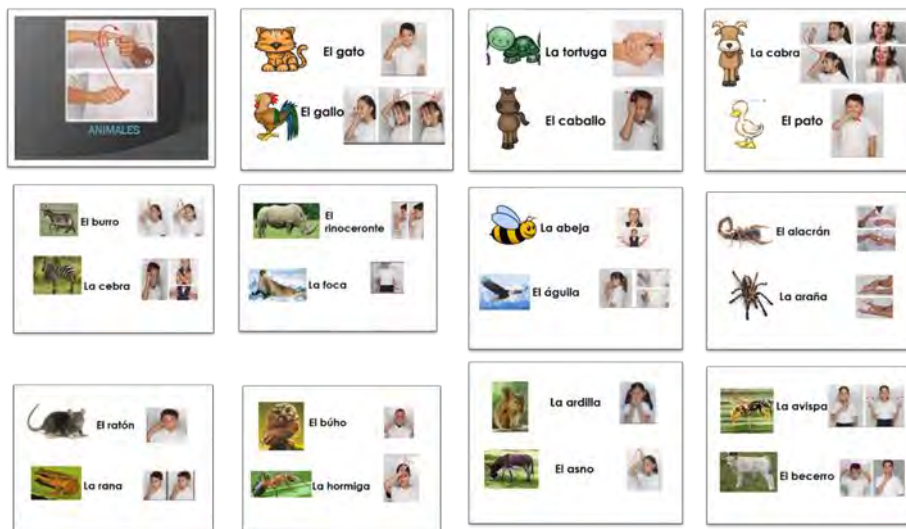 ANIMALES
El gato
El gallo
La tortuga
El caballo
La cabra
El pato
El burro
La cebra
El
rinoceronte
La foca
La abeja
El águila
El alacrán
La araña
El ratón
La rana
El búho
La hormiga
La ardilla
El asno
La avispa
El becerro